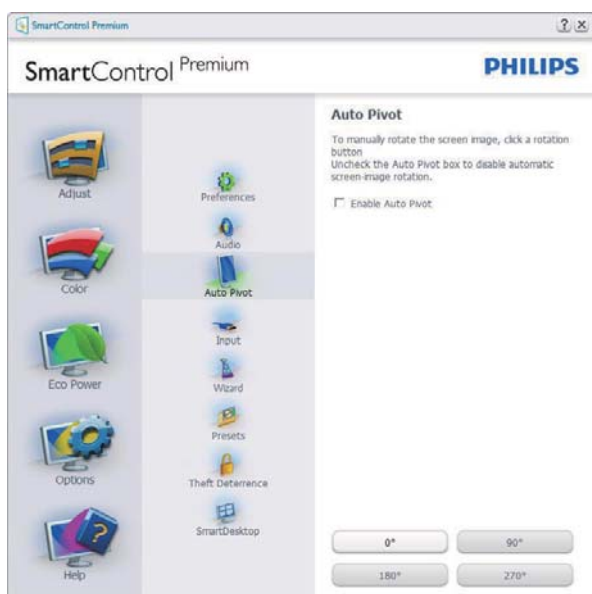 SmartControl Premium
? x
SmartControl Premium
PHILIPS
Adjust
Color
Eco Power
Options
Help
Preferences
Audio
Auto Pivot
Input
Wizard
Presets
Theft Deterrence
SmartDesktop
Auto Pivot
To manually rotate the screen image, click a rotation
button
Uncheck the Auto Pivot box to disable automatic
screen-image rotation.
Enable Auto Pivot
0°
90°
180°
270°